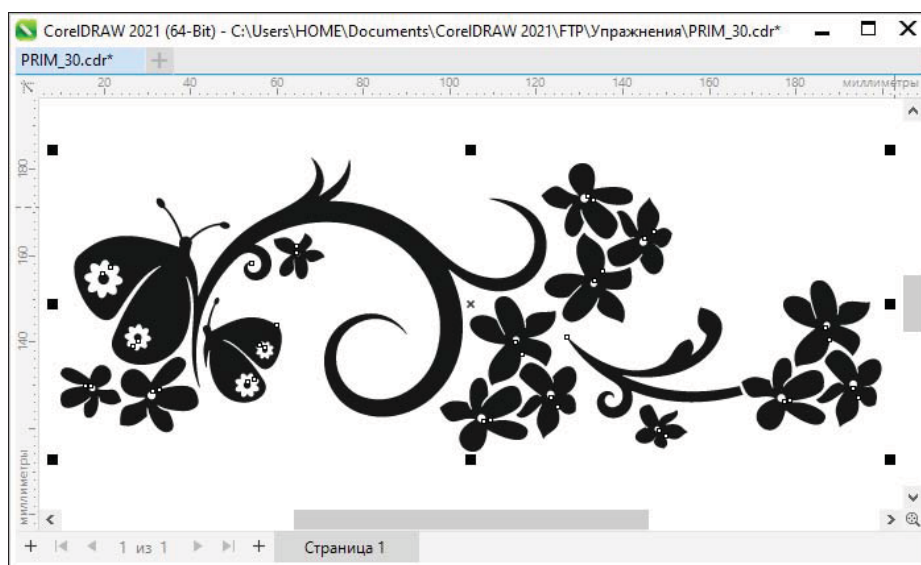 CorelDRAW 2021 (64-Bit) - C:\Users\HOME\Documents\CorelDRAW 2021\FTP\Упражнения\PRIM_30.cdr*
PRIM_30.cdr*
20 40 60 80 100 120 140 160 180 миллиметры
180
160
140
миллиметры
1 из 1 Страница 1